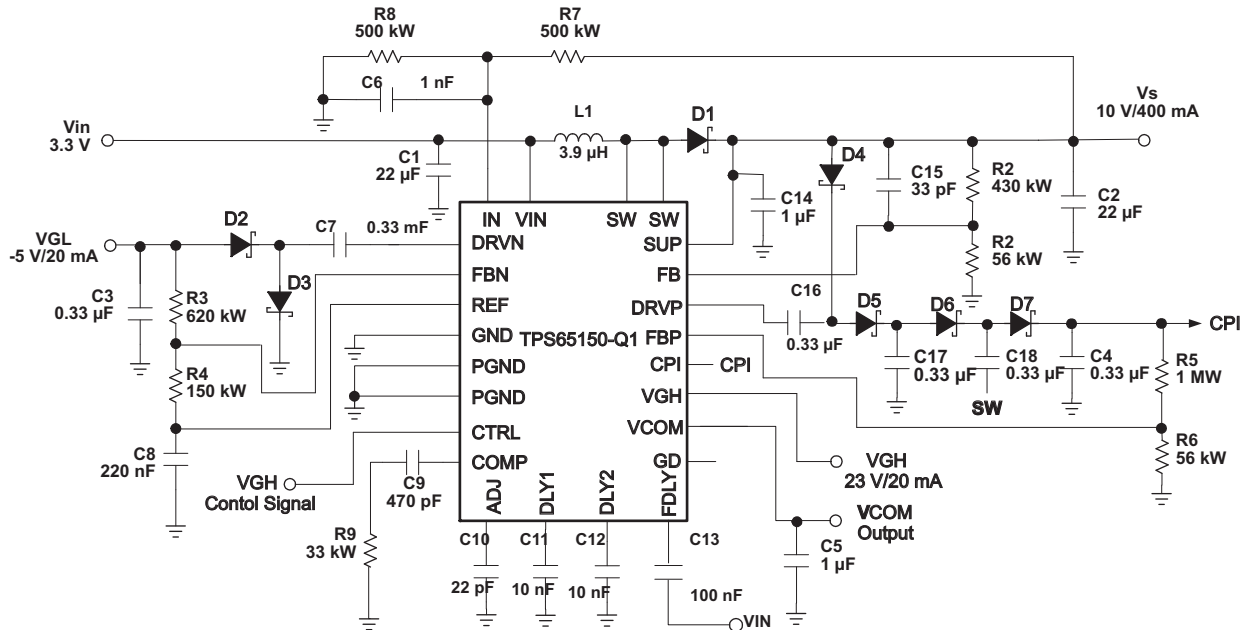 R8
500 kW
R7
500 kW
C6
1 nF
Vin
3.3 V
C1
22 µF
L1
3.9 µH
D1
Vs
10 V/400 mA
D4
C15
33 pF
R2
430 kW
C2
22 µF
C14
1 µF
R2
56 kW
VGL
-5 V/20 mA
D2
C7
0.33 mF
D3
C3
0.33 µF
R3
620 kW
R4
150 kW
C8
220 nF
IN
VIN
SW
SW
DRVN
FBN
REF
GND
PGND
PGND
CTRL
COMP
TPS65150-Q1
SUP
FB
DRVP
FBP
CPI
VGH
VCOM
GD
ADJ
DLY1
DLY2
FDLY
CPI
C16
0.33 µF
D5
D6
D7
CPI
C17
0.33 µF
C18
0.33 µF
SW
C4
0.33 µF
R5
1 MW
R6
56 kW
VGH
23 V/20 mA
VCOM
Output
C5
1 µF
VGH
Contol Signal
C9
470 pF
R9
33 kW
C10
22 pF
C11
10 nF
C12
10 nF
C13
100 nF
VIN